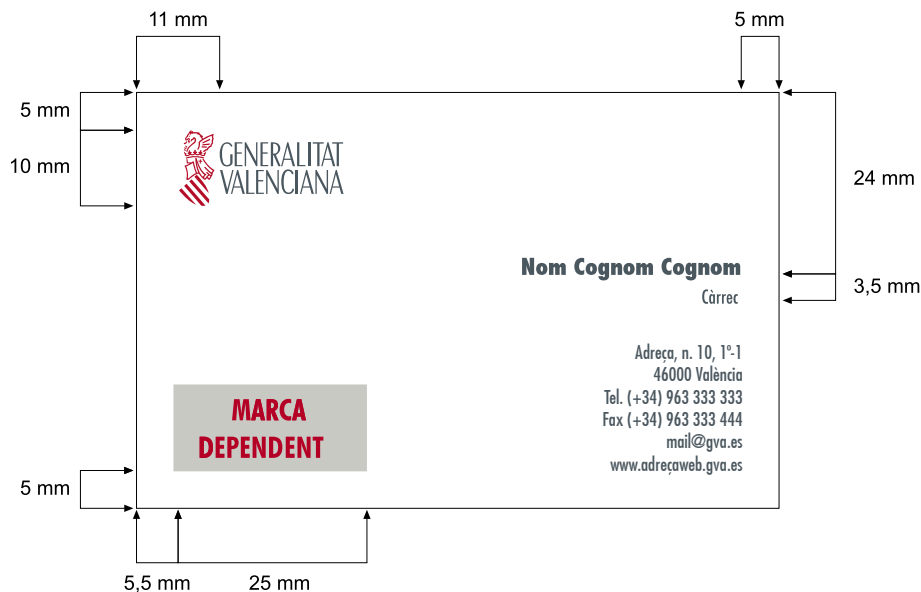 11 mm
5 mm
5 mm
10 mm
GENERALITAT
VALENCIANA
24 mm
Nom Cognom Cognom
3,5 mm
Càrrec
Adreça, n. 10, 1º-1
46000 València
Tel. (+34) 963 333 333
Fax (+34) 963 333 444
mail@gva.es
www.adreçaweb.gva.es
MARCA
DEPENDENT
5 mm
5,5 mm
25 mm